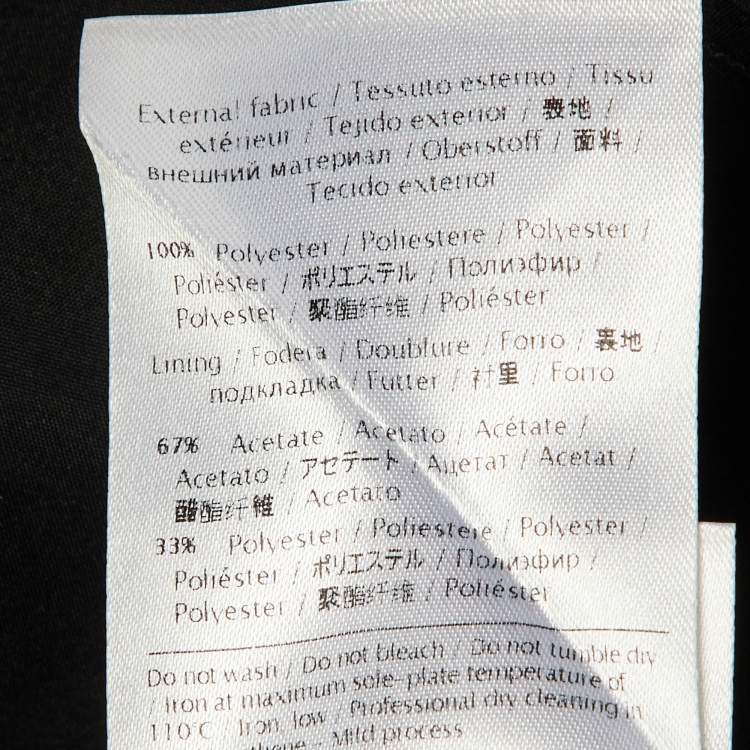 External fabric / Tessuto esterno / Tissu
extérieur / Tejido exterior / 表地 /
внешний материал / Oberstoff / 面料 /
Tecido exterior
100% Polyester / Poliestere / Polyester /
Poliéster / ポリエステル / Полиэфир /
Polyester / 聚酯纤维 / Poliéster
Lining / Fodera / Doublure / Forro / 裏地 /
подкладка / Futter / 衬里 / Forro
67% Acetate / Acetato / Acétate /
Acetato / アセテート / Ацетат / Acetat /
醋酯纤維 / Acetato
33% Polyester / Poliestere / Polyester /
Poliéster / ポリエステル / Полиэфир /
Polyester / 聚酯纤维 / Poliéster
Do not wash / Do not bleach / Do not tumble dry
/ Iron at maximum sole-plate temperature of
110°C / Iron, low / Professional dry cleaning in
- Mild process